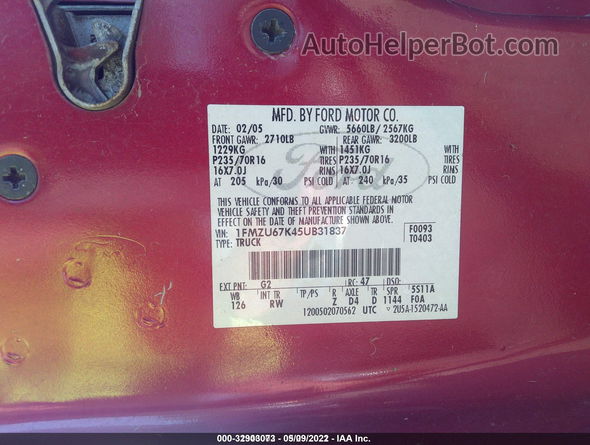 AutoHelperBot.com
MFD. BY FORD MOTOR CO.
DATE: 02/05 GVWR: 5660LB/ 2567KG
FRONT GAWR: 2710LB REAR GAWR: 3200LB
1229KG WITH 1451KG WITH
P235/70R16 TIRES P235/70R16 TIRES
16X7.0J RIMS 16X7.0J RIMS
AT 205 kPa/30 PSI COLD AT 240 kPa/35 PSI COLD
Ford
THIS VEHICLE CONFORMS TO ALL APPLICABLE FEDERAL MOTOR
VEHICLE SAFETY AND THEFT PREVENTION STANDARDS IN
EFFECT ON THE DATE OF MANUFACTURE SHOWN ABOVE.
VIN: 1FMZU67K45UB31837 F0093
TYPE: TRUCK T0403
EXT PNT: G2 RC: 47 DSO:
WB INT TR TP/PS R AXLE TR SPR 5S11A
126 RW Z D4 D 1144 F0A
1200502070562 UTC ▽ 2U5A-1520472-AA
000-32908073 - 05/09/2022 - IAA Inc.